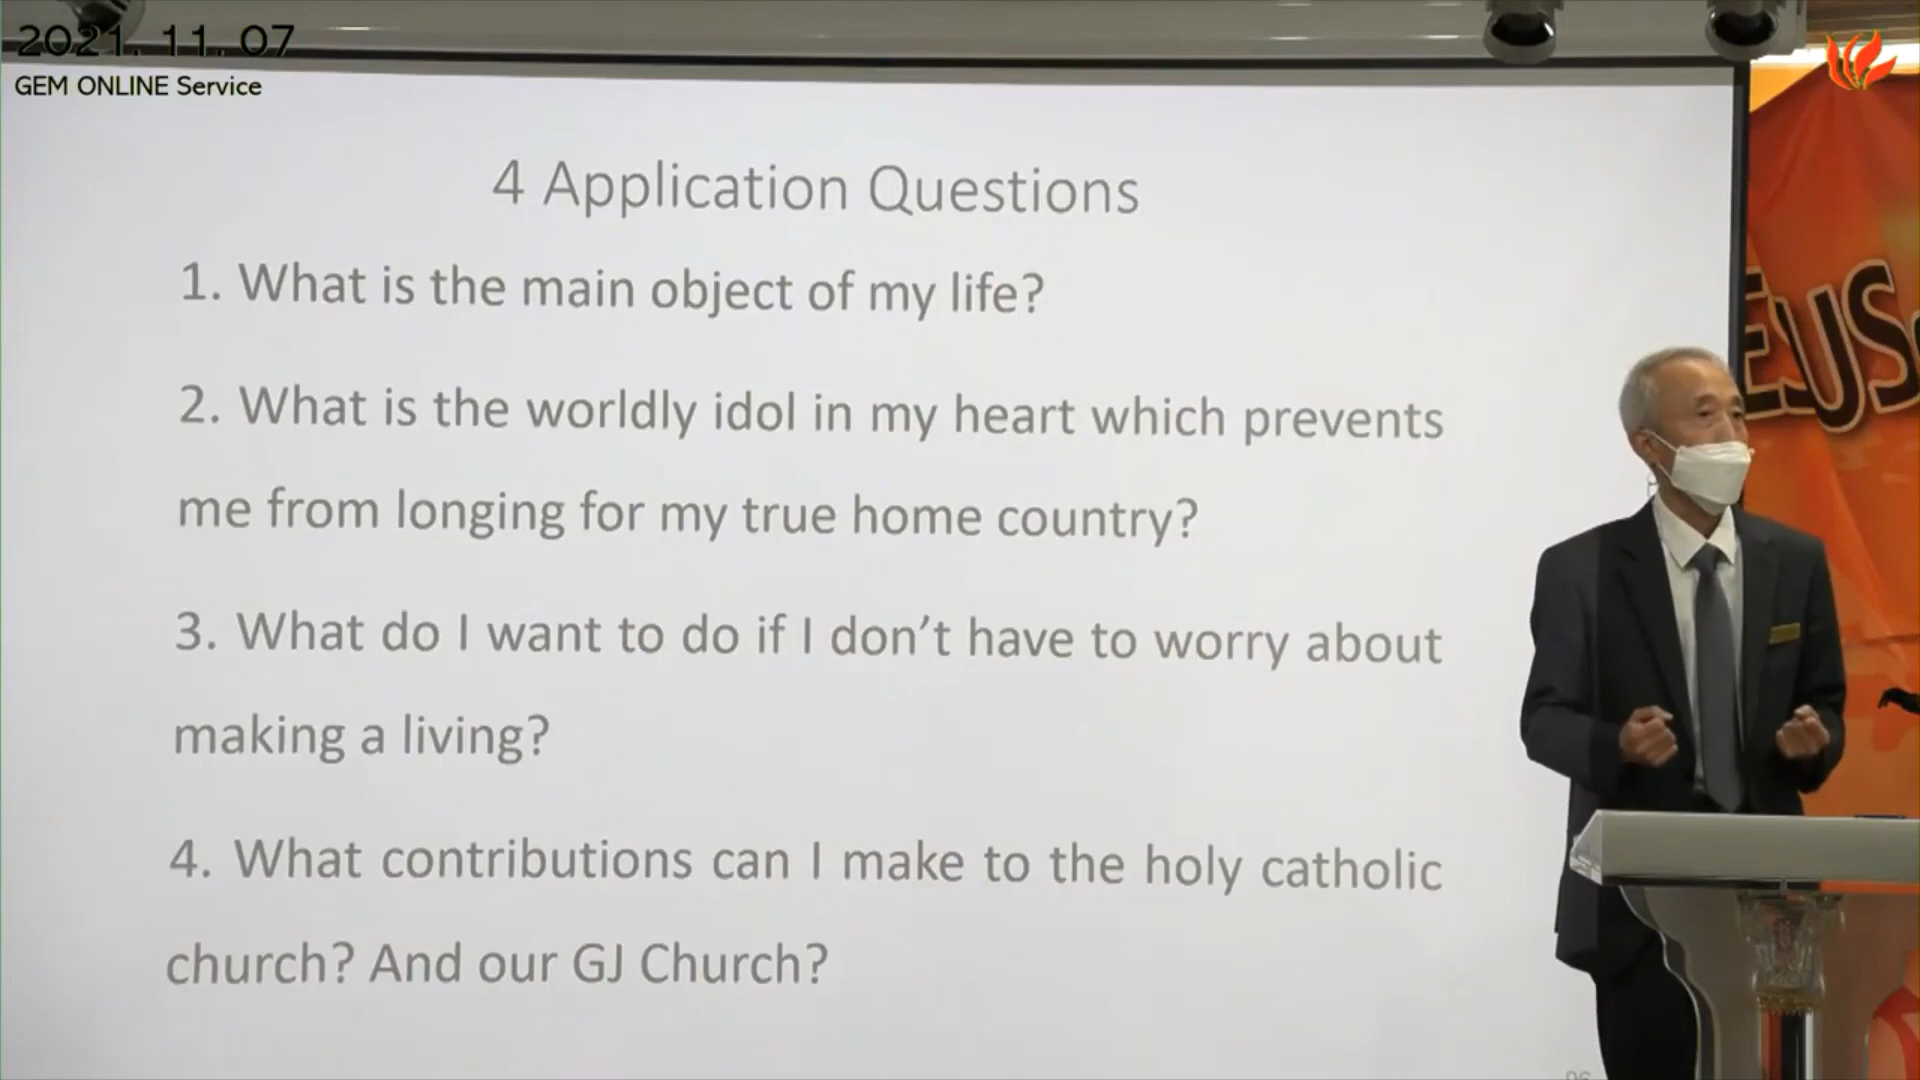 2021. 11. 07
GEM ONLINE Service
4 Application Questions
1. What is the main object of my life?
2. What is the worldly idol in my heart which prevents
me from longing for my true home country?
3. What do I want to do if I don’t have to worry about
making a living?
4. What contributions can I make to the holy catholic
church? And our GJ Church?